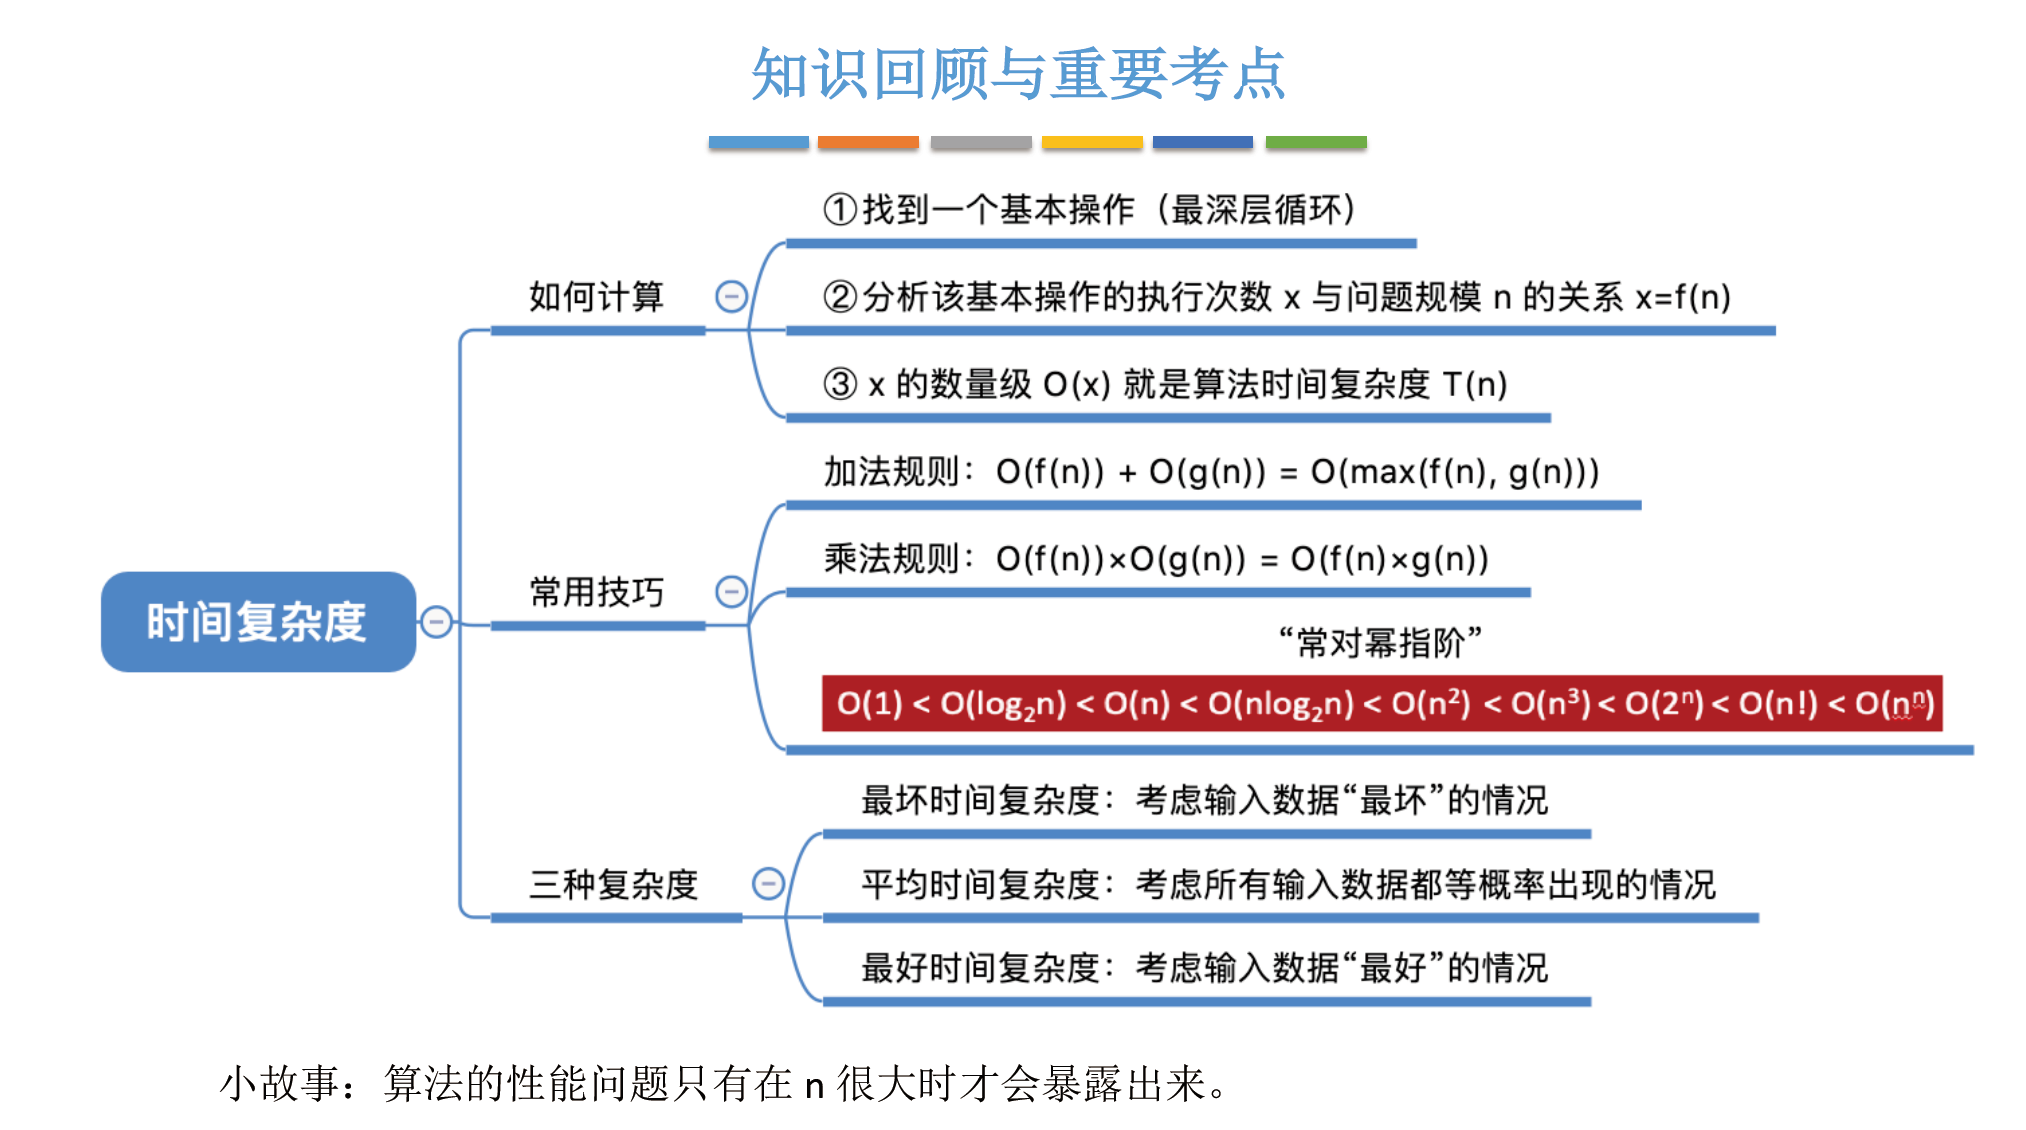 知识回顾与重要考点
①找到一个基本操作（最深层循环）
如何计算
②分析该基本操作的执行次数 x 与问题规模 n 的关系 x=f(n)
③ x 的数量级 O(x) 就是算法时间复杂度 T(n)
加法规则：O(f(n)) + O(g(n)) = O(max(f(n), g(n)))
乘法规则：O(f(n))×O(g(n)) = O(f(n)×g(n))
常用技巧
“常对幂指阶”
O(1) < O(log₂n) < O(n) < O(nlog₂n) < O(n²) < O(n³) < O(2ⁿ) < O(n!) < O(nⁿ)
时间复杂度
最坏时间复杂度：考虑输入数据“最坏”的情况
三种复杂度
平均时间复杂度：考虑所有输入数据都等概率出现的情况
最好时间复杂度：考虑输入数据“最好”的情况
小故事：算法的性能问题只有在 n 很大时才会暴露出来。